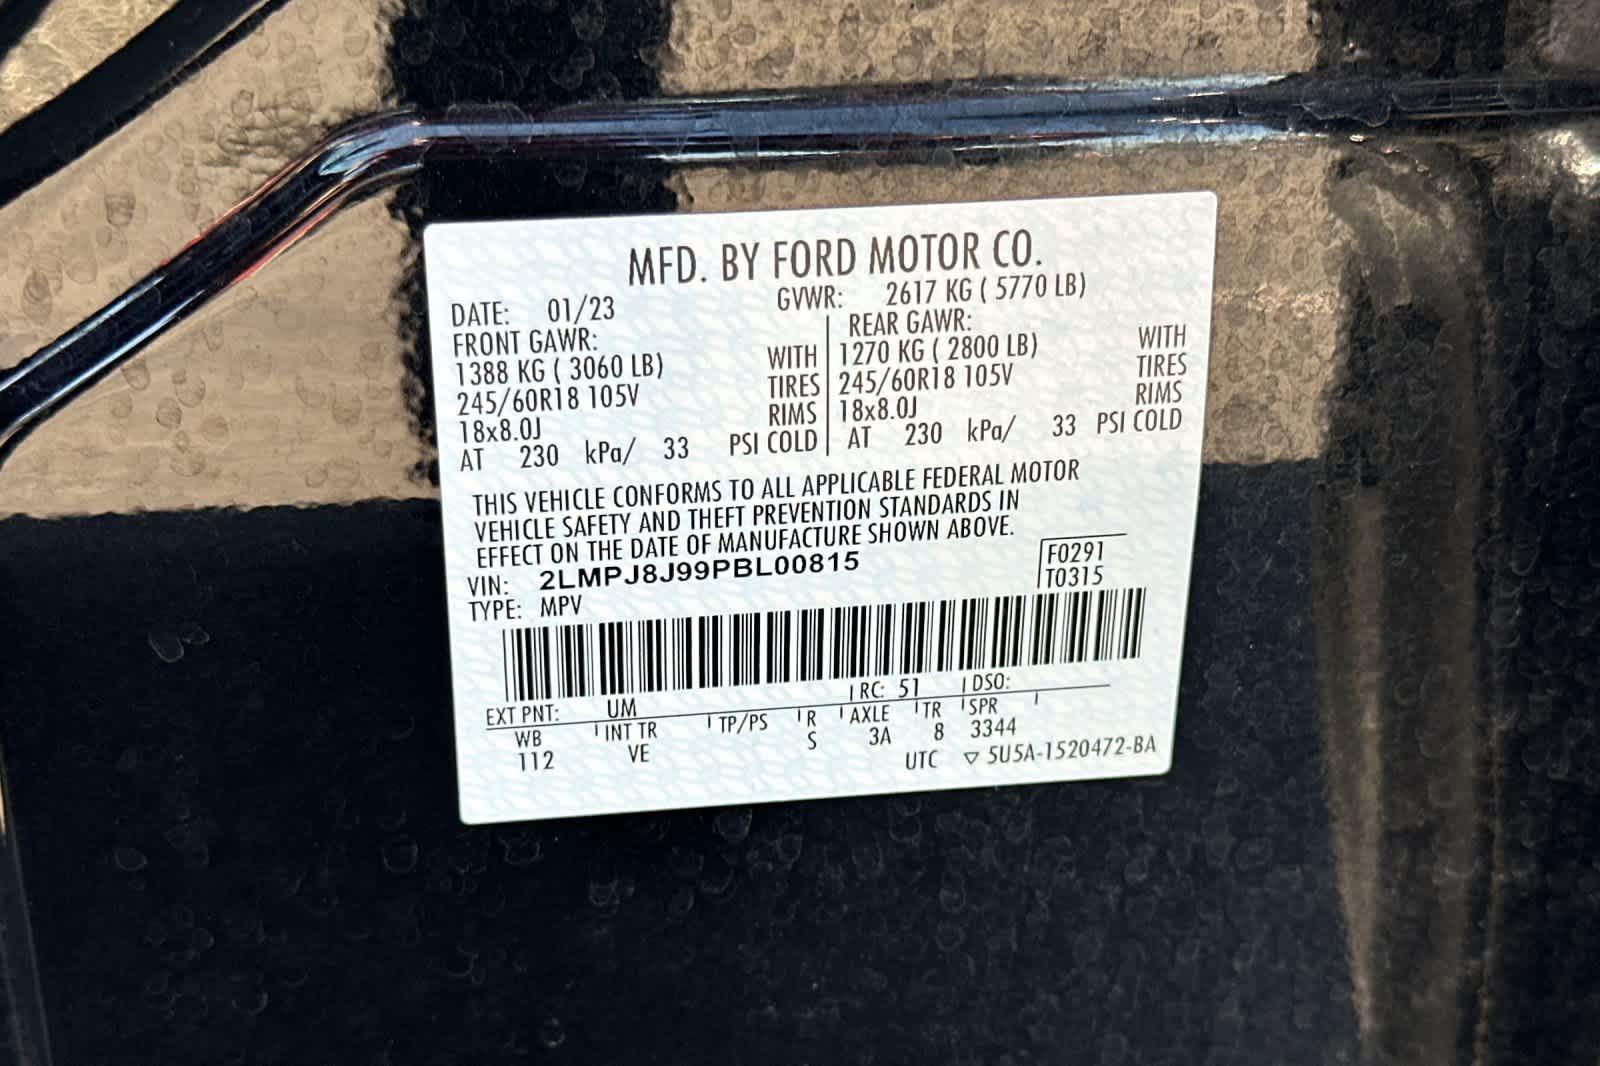 MFD. BY FORD MOTOR CO.
DATE: 01/23 GVWR: 2617 KG ( 5770 LB)
FRONT GAWR: REAR GAWR:
1388 KG ( 3060 LB) WITH 1270 KG ( 2800 LB) WITH
245/60R18 105V TIRES 245/60R18 105V TIRES
18x8.0J RIMS 18x8.0J RIMS
AT 230 kPa/ 33 PSI COLD AT 230 kPa/ 33 PSI COLD
THIS VEHICLE CONFORMS TO ALL APPLICABLE FEDERAL MOTOR
VEHICLE SAFETY AND THEFT PREVENTION STANDARDS IN
EFFECT ON THE DATE OF MANUFACTURE SHOWN ABOVE.
VIN: 2LMPJ8J99PBL00815 F0291
TYPE: MPV T0315
EXT PNT: UM RC: 51 DSO:
WB INT TR TP/PS R AXLE TR SPR
112 VE S 3A 8 3344
UTC ▽ 5U5A-1520472-BA